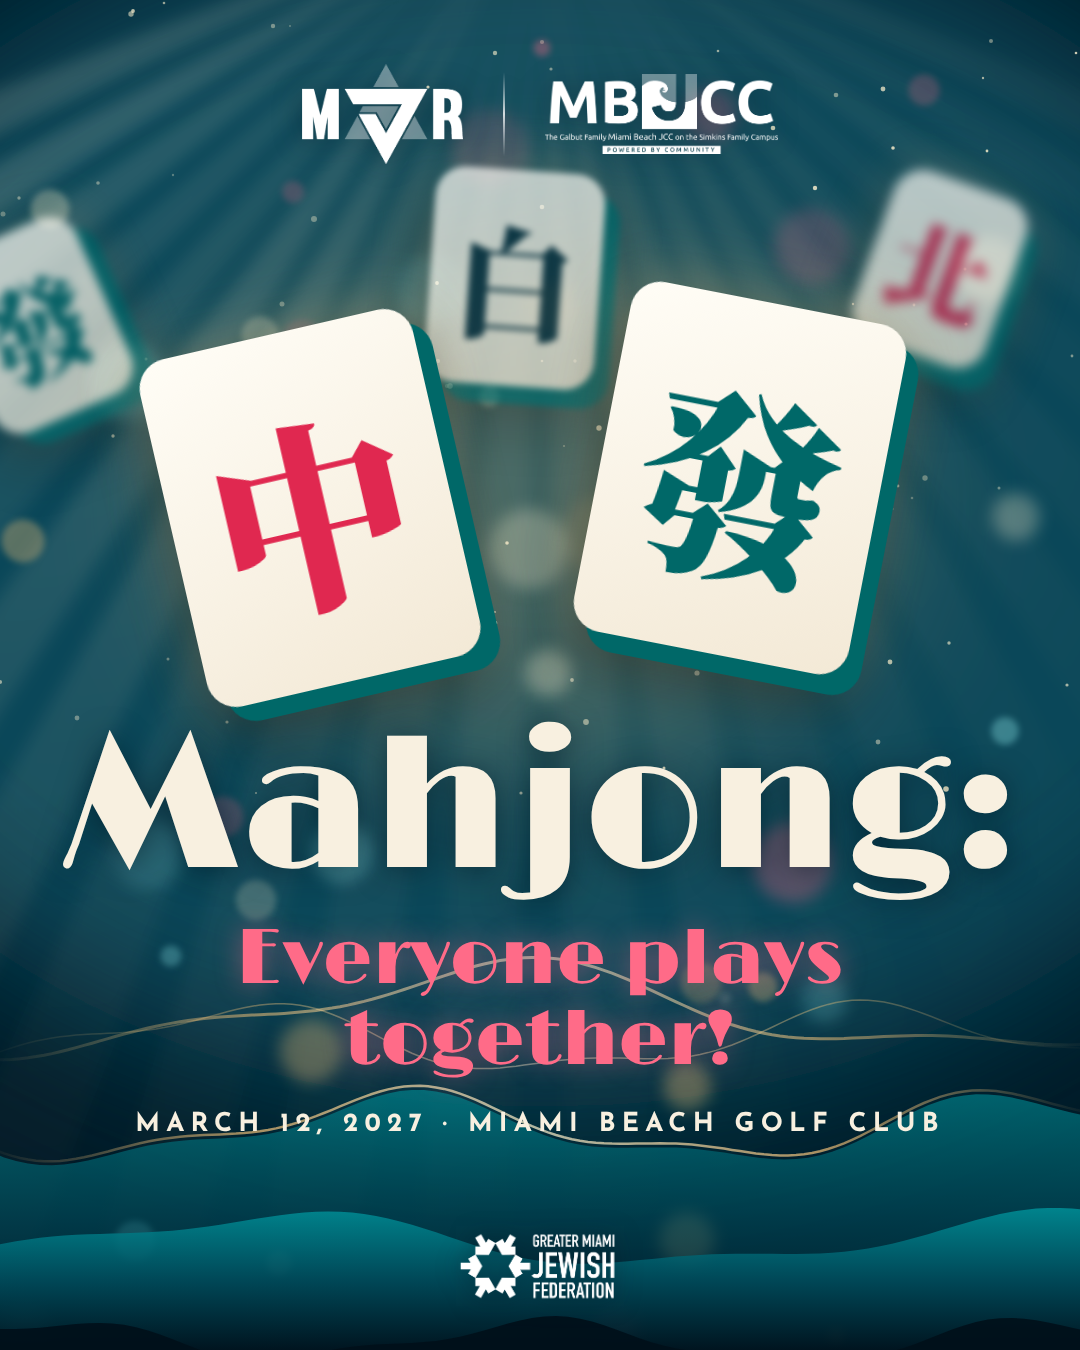 MR
MBJCC
The Galbut Family Miami Beach JCC on the Simkins Family Campus
POWERED BY COMMUNITY
白
北
發
中
發
Mahjong:
Everyone plays
together!
MARCH 12, 2027 · MIAMI BEACH GOLF CLUB
GREATER MIAMI
JEWISH
FEDERATION